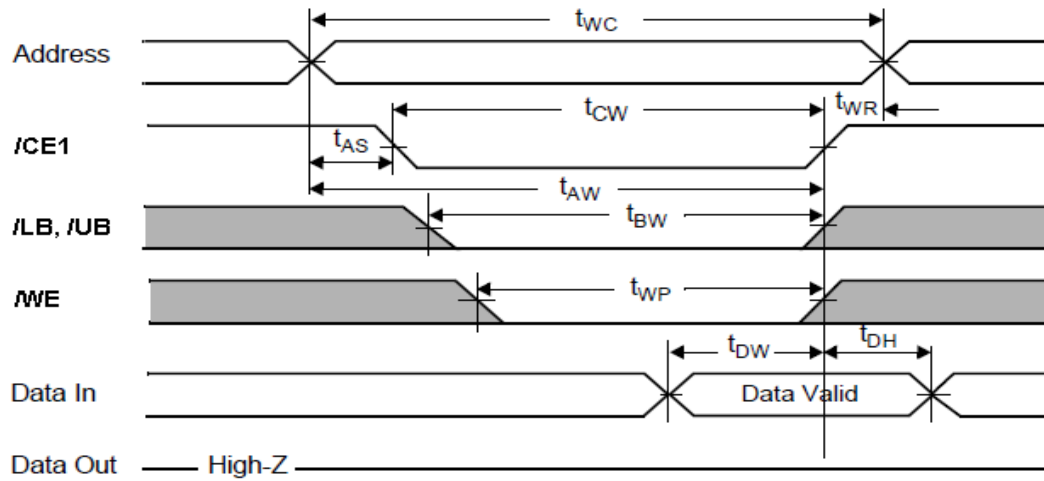 tWC
Address
tCW
tWR
/CE1
tAS
tAW
/LB, /UB
tBW
/WE
tWP
tDW
tDH
Data In
Data Valid
Data Out
High-Z